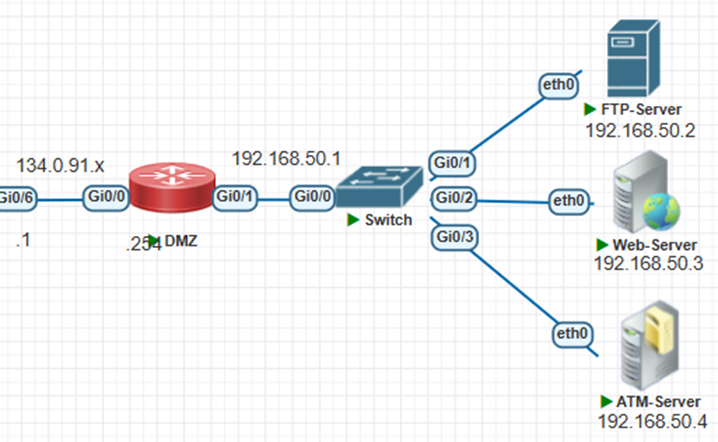 eth0
FTP-Server
192.168.50.2
134.0.91.x
192.168.50.1
Gi0/1
Gi0/6
Gi0/0
Gi0/1
Gi0/0
Gi0/2
eth0
Switch
.1
.254
DMZ
Gi0/3
Web-Server
192.168.50.3
eth0
ATM-Server
192.168.50.4